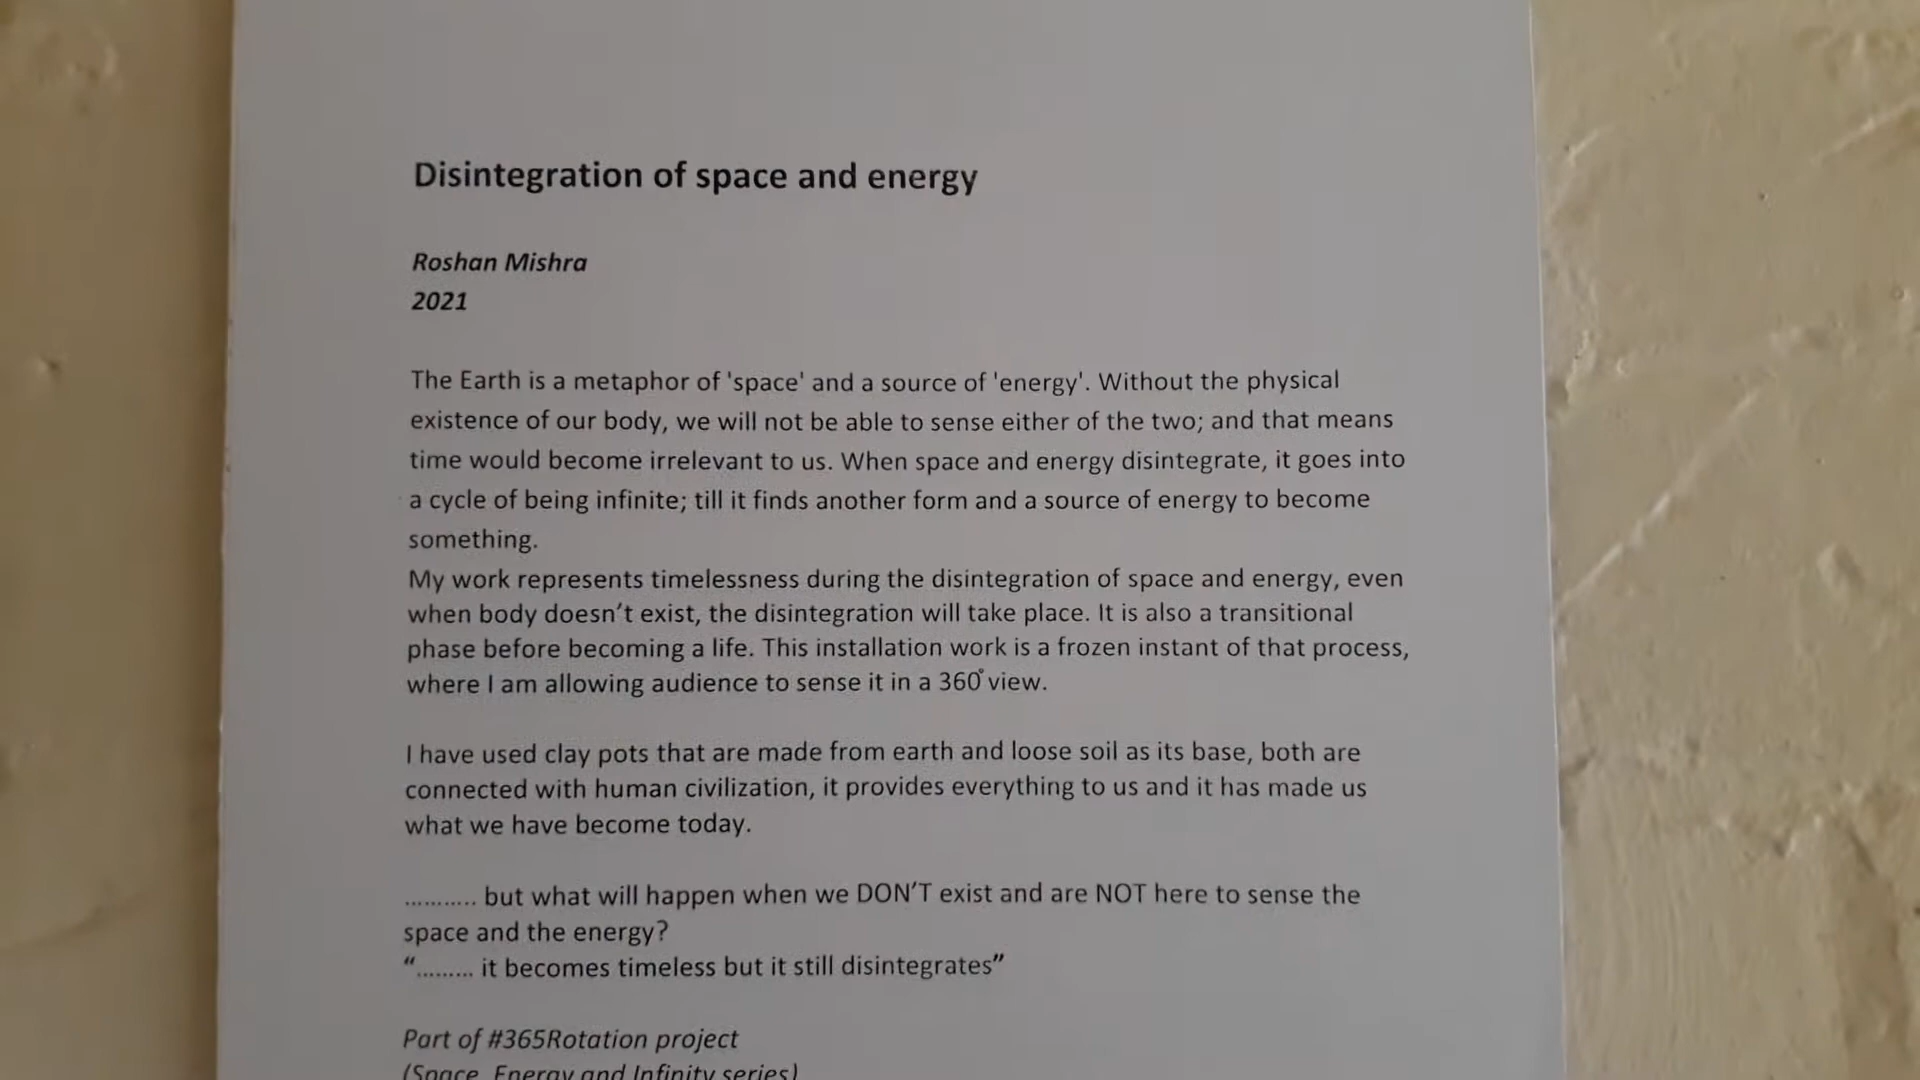 Disintegration of space and energy
Roshan Mishra
2021
The Earth is a metaphor of 'space' and a source of 'energy'. Without the physical
existence of our body, we will not be able to sense either of the two; and that means
time would become irrelevant to us. When space and energy disintegrate, it goes into
a cycle of being infinite; till it finds another form and a source of energy to become
something.
My work represents timelessness during the disintegration of space and energy, even
when body doesn’t exist, the disintegration will take place. It is also a transitional
phase before becoming a life. This installation work is a frozen instant of that process,
where I am allowing audience to sense it in a 360° view.
I have used clay pots that are made from earth and loose soil as its base, both are
connected with human civilization, it provides everything to us and it has made us
what we have become today.
........... but what will happen when we DON’T exist and are NOT here to sense the
space and the energy?
“......... it becomes timeless but it still disintegrates”
Part of #365Rotation project
(Space, Energy and Infinity series)